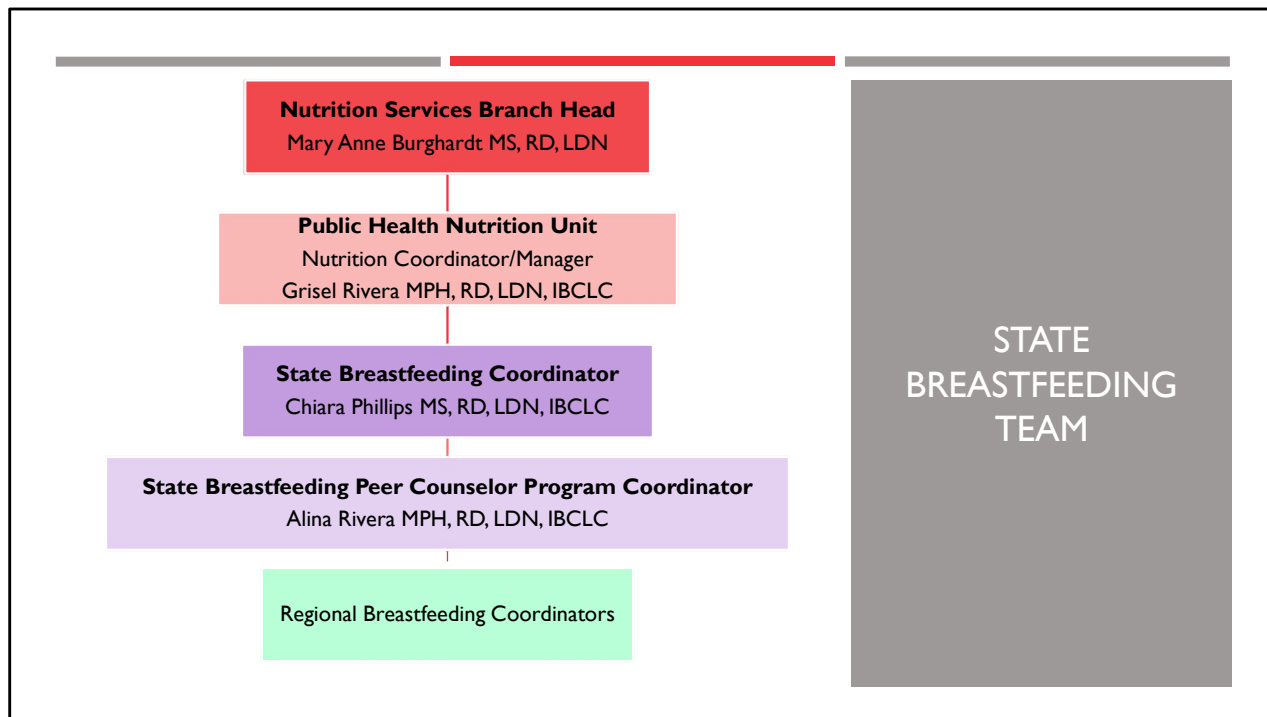 Nutrition Services Branch Head
Mary Anne Burghardt MS, RD, LDN
Public Health Nutrition Unit
Nutrition Coordinator/Manager
Grisel Rivera MPH, RD, LDN, IBCLC
State Breastfeeding Coordinator
Chiara Phillips MS, RD, LDN, IBCLC
State Breastfeeding Peer Counselor Program Coordinator
Alina Rivera MPH, RD, LDN, IBCLC
Regional Breastfeeding Coordinators
STATE
BREASTFEEDING
TEAM